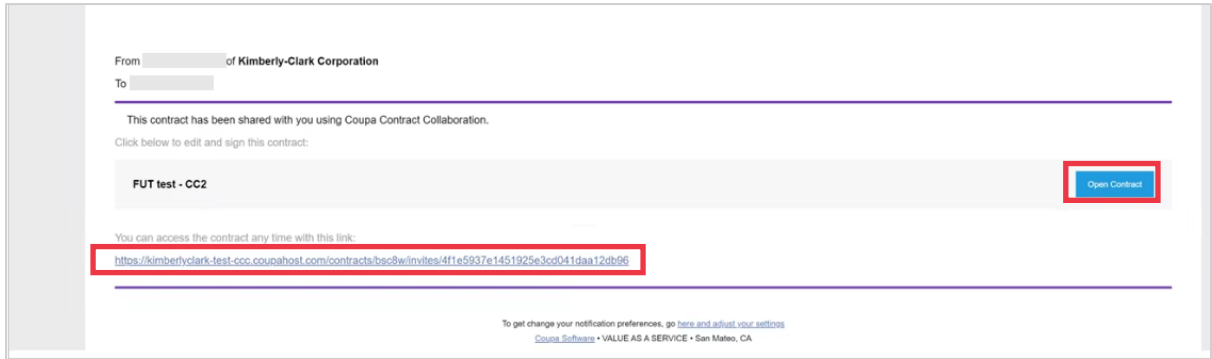 From of Kimberly-Clark Corporation
To
This contract has been shared with you using Coupa Contract Collaboration.
Click below to edit and sign this contract:
FUT test - CC2
Open Contract
You can access the contract any time with this link:
https://kimberlyclark-test-ccc.coupahost.com/contracts/bsc8w/invites/4f1e5937e1451925e3cd041daa12db96
To get change your notification preferences, go here and adjust your settings
Coupa Software • VALUE AS A SERVICE • San Mateo, CA